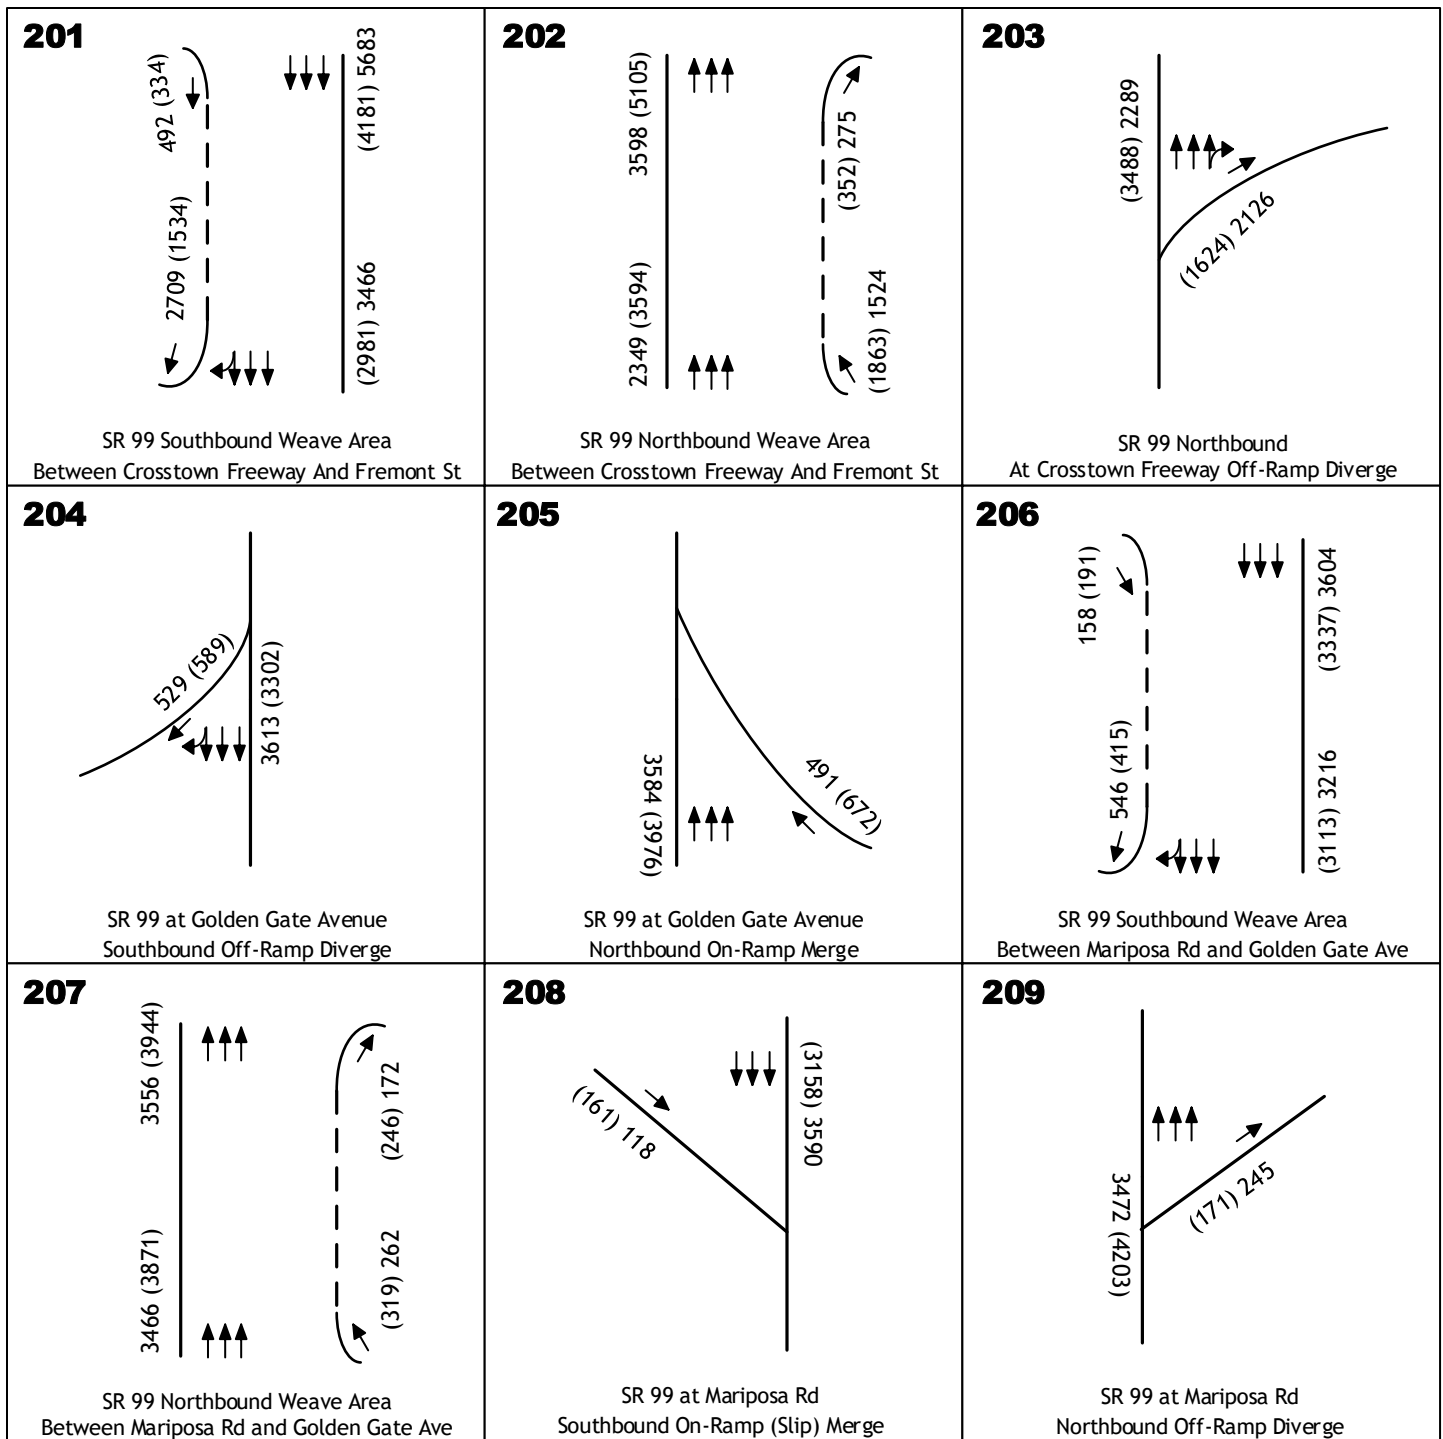 201
492 (334)
(4181) 5683
2709 (1534)
(2981) 3466
SR 99 Southbound Weave Area
Between Crosstown Freeway And Fremont St
202
3598 (5105)
(352) 275
2349 (3594)
(1863) 1524
SR 99 Northbound Weave Area
Between Crosstown Freeway And Fremont St
203
(3488) 2289
(1624) 2126
SR 99 Northbound
At Crosstown Freeway Off-Ramp Diverge
204
529 (589)
3613 (3302)
SR 99 at Golden Gate Avenue
Southbound Off-Ramp Diverge
205
3584 (3976)
491 (672)
SR 99 at Golden Gate Avenue
Northbound On-Ramp Merge
206
158 (191)
(3337) 3604
546 (415)
(3113) 3216
SR 99 Southbound Weave Area
Between Mariposa Rd and Golden Gate Ave
207
3556 (3944)
(246) 172
3466 (3871)
(319) 262
SR 99 Northbound Weave Area
Between Mariposa Rd and Golden Gate Ave
208
(161) 118
(3158) 3590
SR 99 at Mariposa Rd
Southbound On-Ramp (Slip) Merge
209
3472 (4203)
(171) 245
SR 99 at Mariposa Rd
Northbound Off-Ramp Diverge